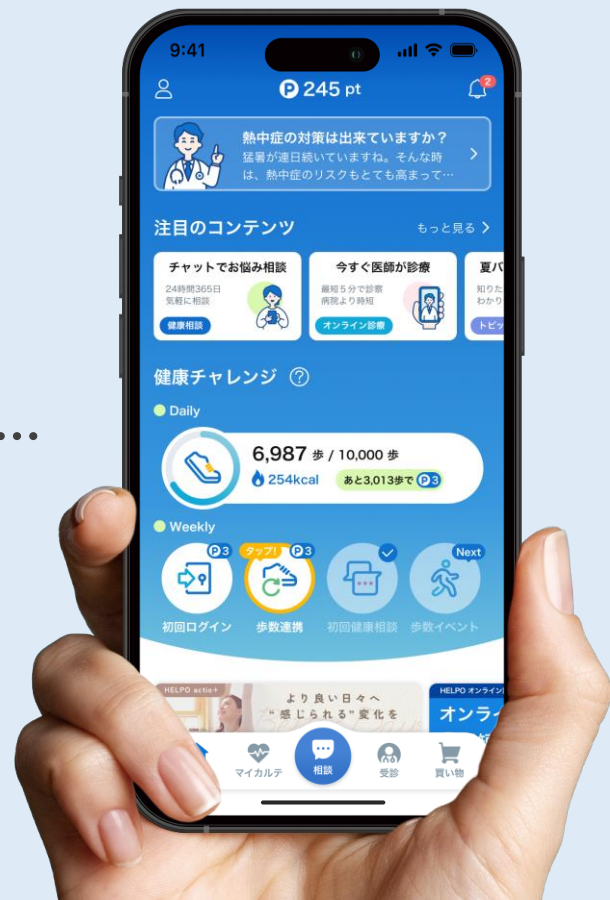 9:41
P 245 pt
2
熱中症の対策は出来ていますか？
猛暑が連日続いていますね。そんな時
は、熱中症のリスクもとても高まって…
注目のコンテンツ
もっと見る
チャットでお悩み相談
24時間365日
気軽に相談
健康相談
今すぐ医師が診療
最短5分で診察
病院より時短
オンライン診療
夏バ
知りた
わかり
トピッ
健康チャレンジ ?
Daily
6,987 歩 / 10,000 歩
254kcal
あと3,013歩で P3
Weekly
P3
タップ! P3
Next
初回ログイン
歩数連携
初回健康相談
歩数イベント
HELPO actio+
より良い日々へ
“感じられる”変化を
HELPO オンライン
オンライ
マイカルテ
相談
受診
買い物